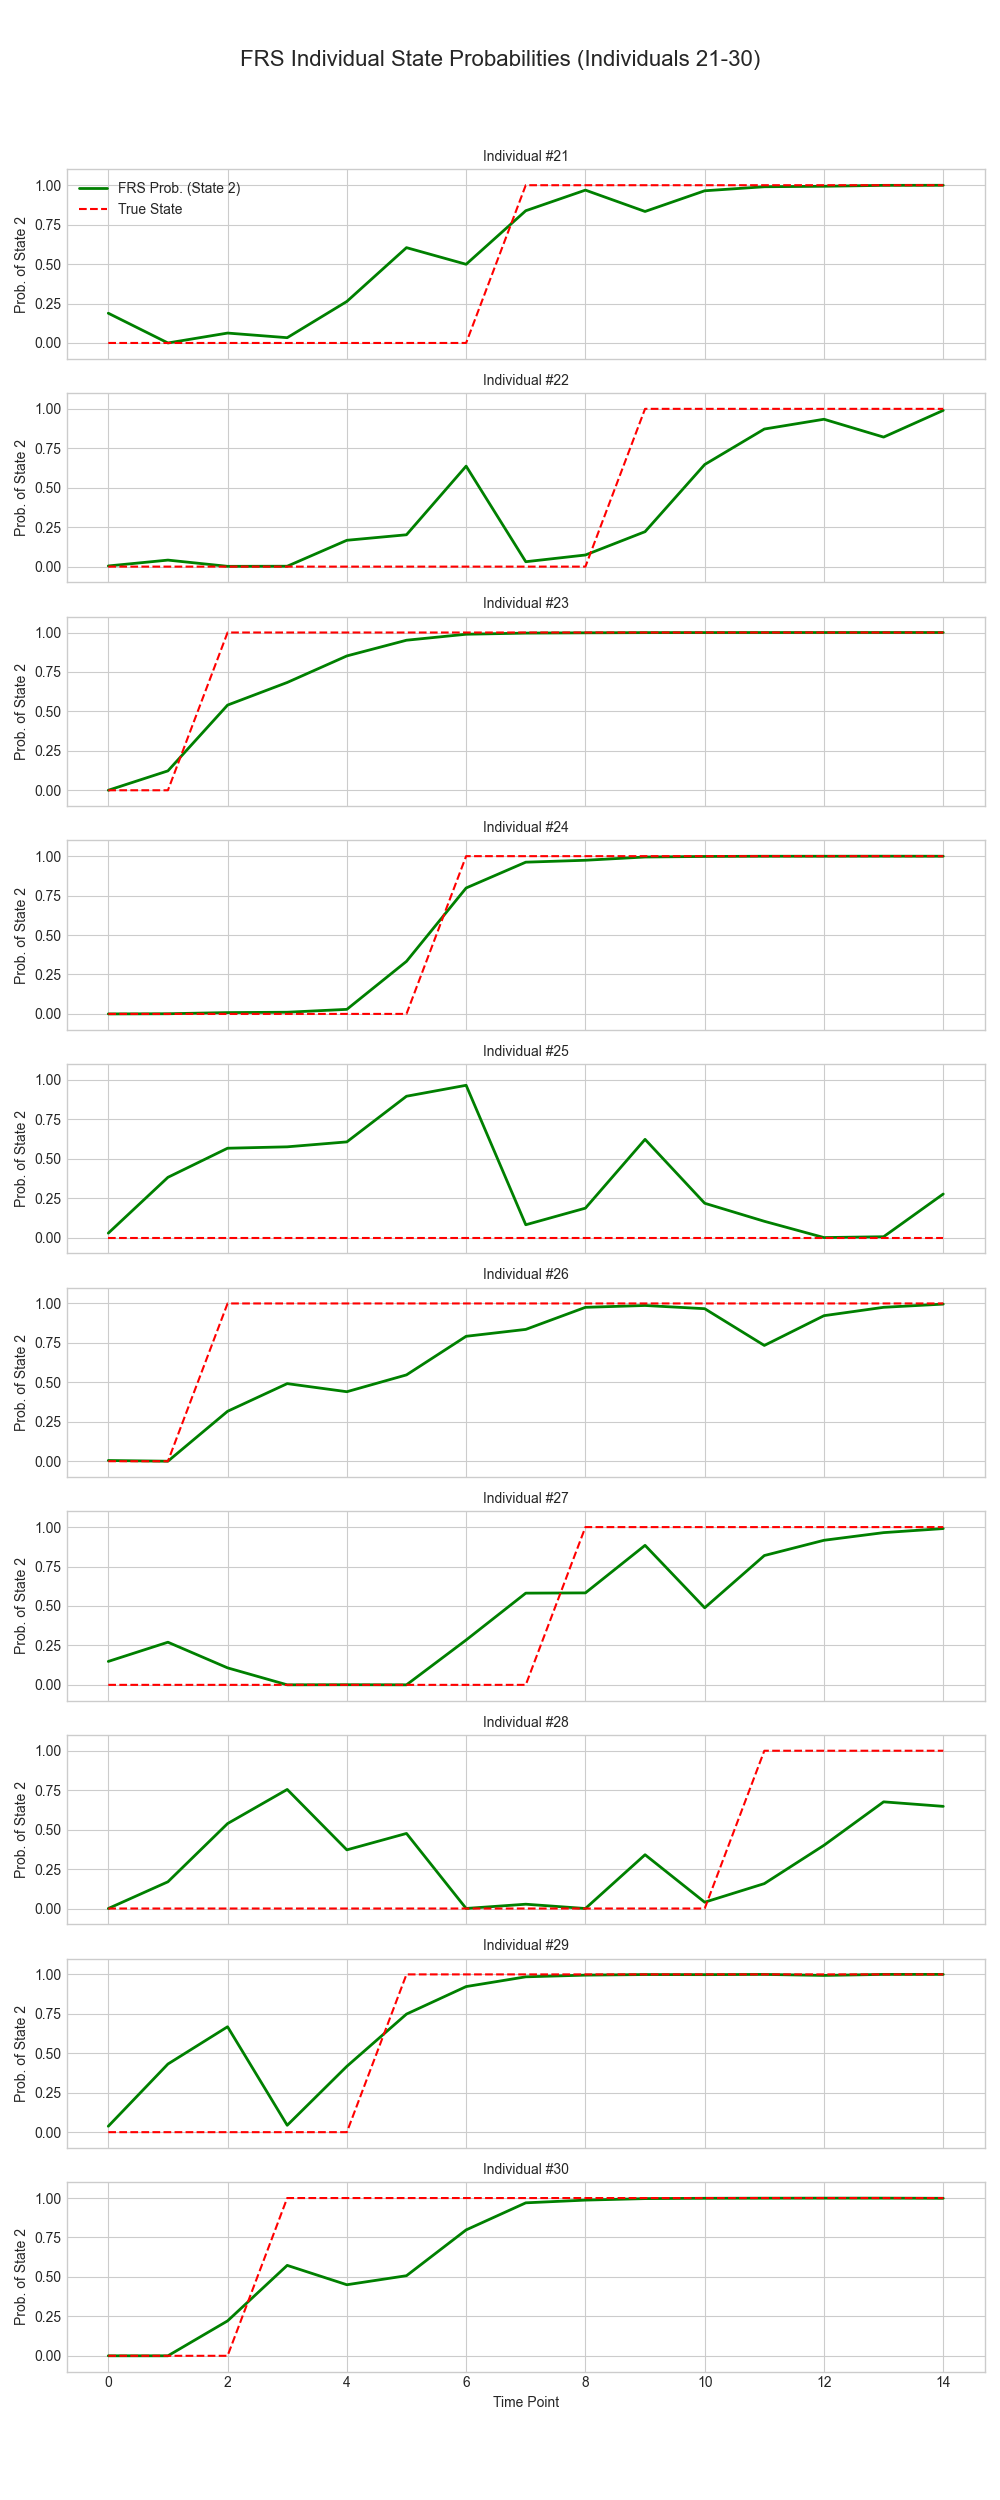 FRS Individual State Probabilities (Individuals 21-30)
Individual #21
1.00
0.75
0.50
0.25
0.00
Prob. of State 2
FRS Prob. (State 2)
True State
Individual #22
1.00
0.75
0.50
0.25
0.00
Prob. of State 2
Individual #23
1.00
0.75
0.50
0.25
0.00
Prob. of State 2
Individual #24
1.00
0.75
0.50
0.25
0.00
Prob. of State 2
Individual #25
1.00
0.75
0.50
0.25
0.00
Prob. of State 2
Individual #26
1.00
0.75
0.50
0.25
0.00
Prob. of State 2
Individual #27
1.00
0.75
0.50
0.25
0.00
Prob. of State 2
Individual #28
1.00
0.75
0.50
0.25
0.00
Prob. of State 2
Individual #29
1.00
0.75
0.50
0.25
0.00
Prob. of State 2
Individual #30
1.00
0.75
0.50
0.25
0.00
Prob. of State 2
0 2 4 6 8 10 12 14
Time Point